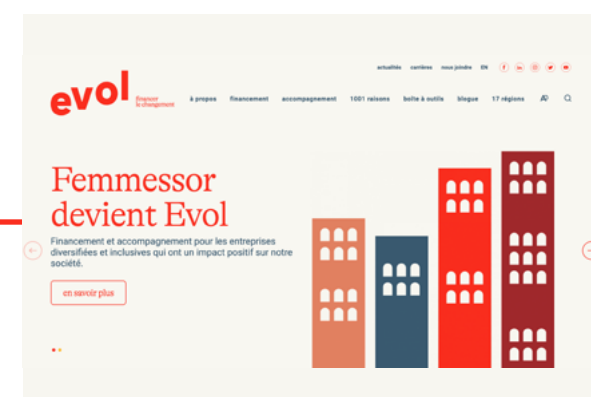 actualités carrières nous joindre EN
evol
financer
le changement
à propos financement accompagnement 1001 raisons boîte à outils blogue 17 régions
Femmessor
devient Evol
Financement et accompagnement pour les entreprises
diversifiées et inclusives qui ont un impact positif sur notre
société.
en savoir plus